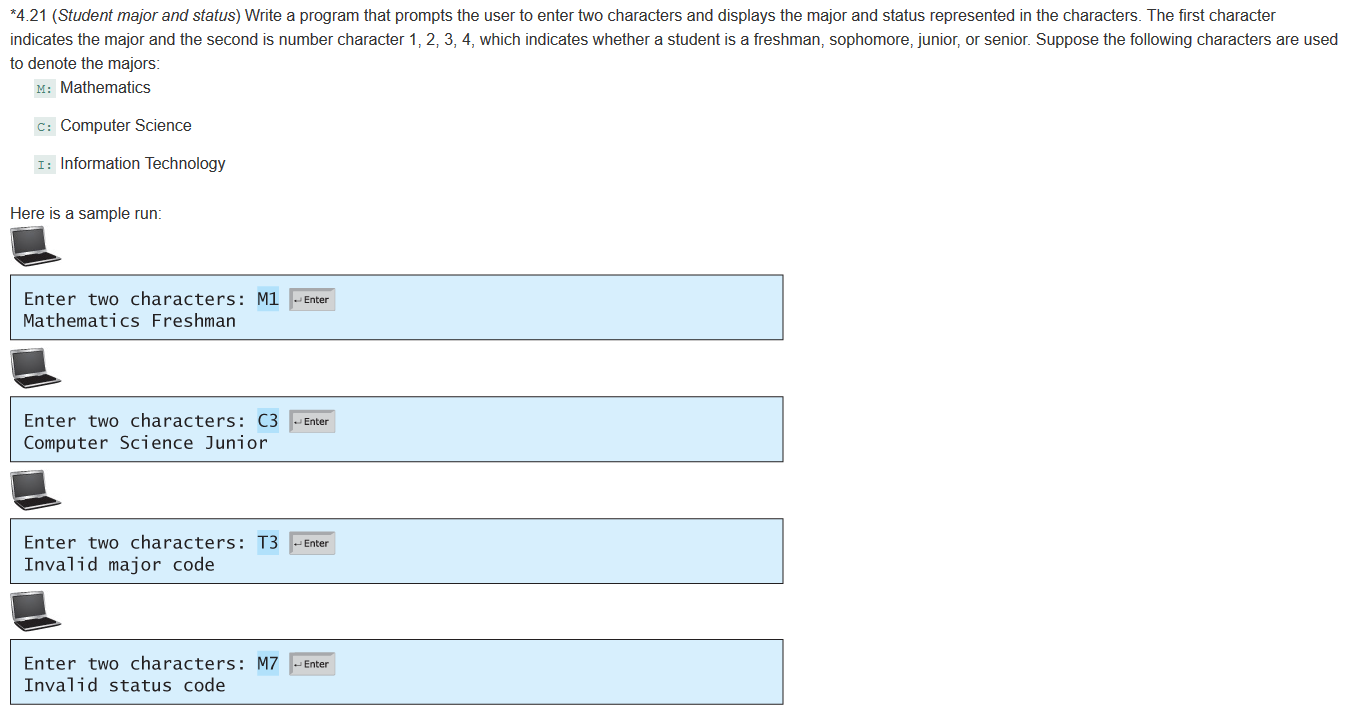 *4.21 (Student major and status) Write a program that prompts the user to enter two characters and displays the major and status represented in the characters. The first character
indicates the major and the second is number character 1, 2, 3, 4, which indicates whether a student is a freshman, sophomore, junior, or senior. Suppose the following characters are used
to denote the majors:
M: Mathematics
C: Computer Science
I: Information Technology
Here is a sample run:
Enter two characters: M1 ↵Enter
Mathematics Freshman
Enter two characters: C3 ↵Enter
Computer Science Junior
Enter two characters: T3 ↵Enter
Invalid major code
Enter two characters: M7 ↵Enter
Invalid status code